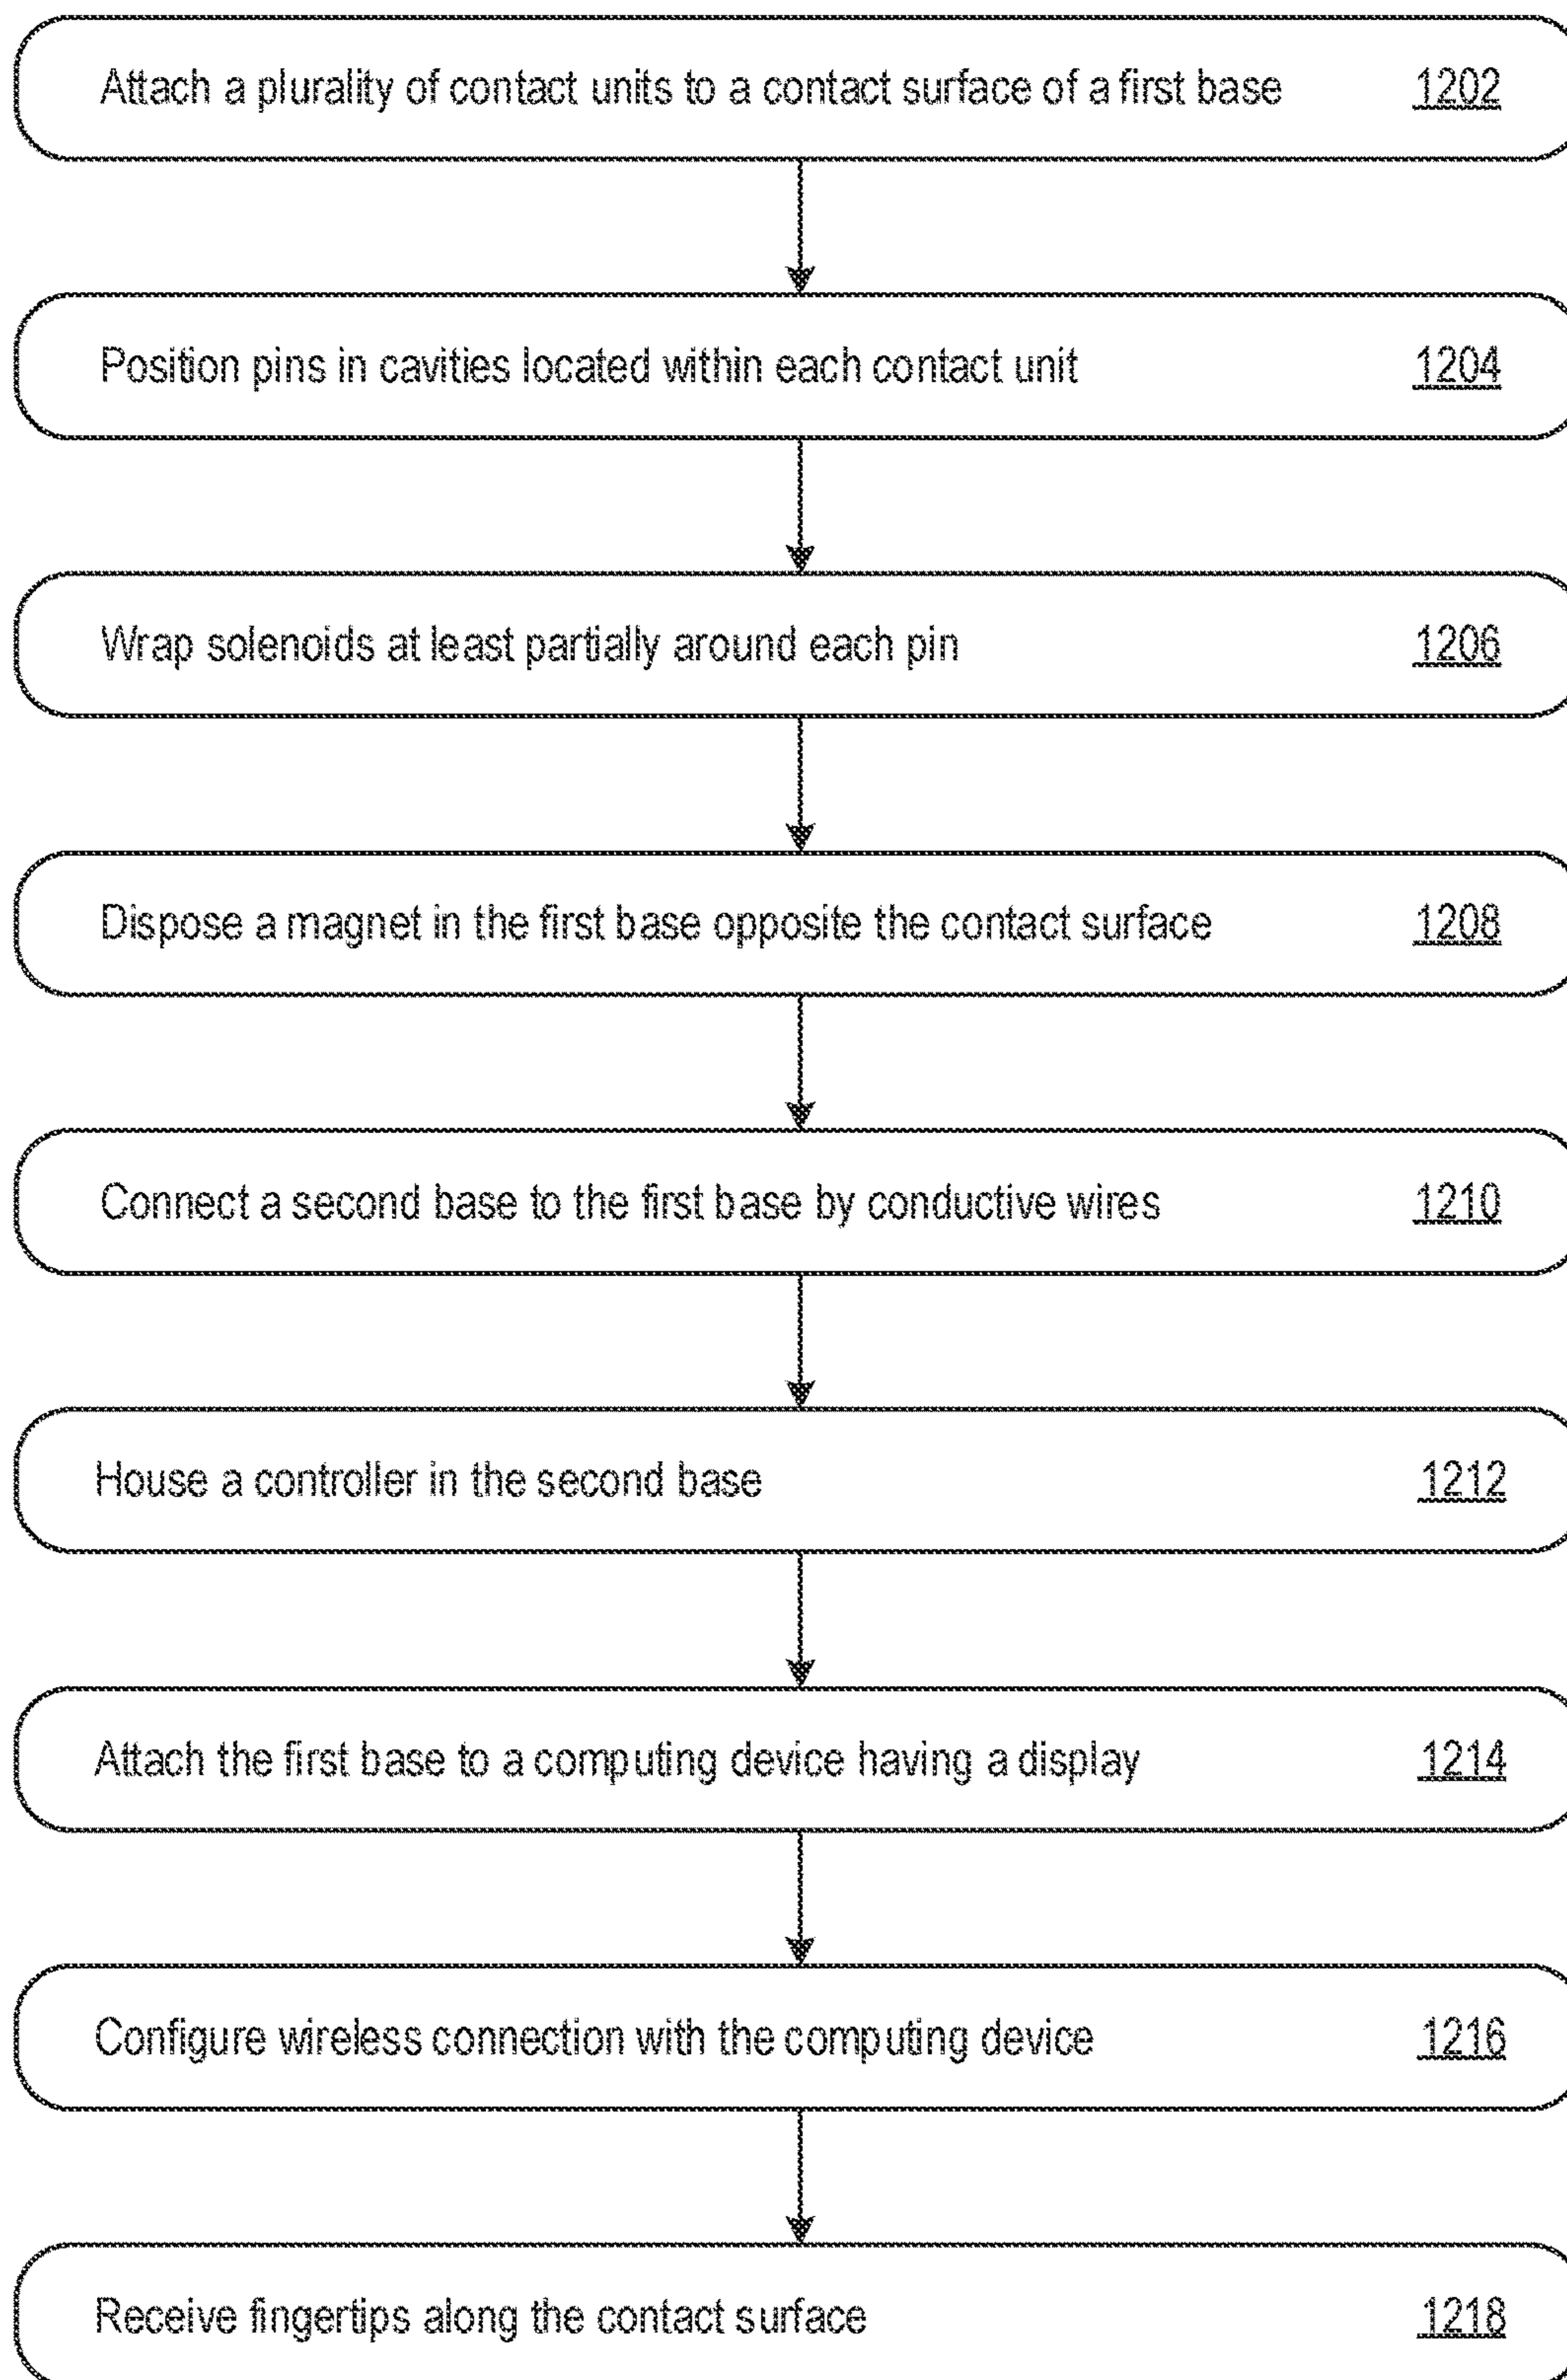 Attach a plurality of contact units to a contact surface of a first base 1202
Position pins in cavities located within each contact unit 1204
Wrap solenoids at least partially around each pin 1206
Dispose a magnet in the first base opposite the contact surface 1208
Connect a second base to the first base by conductive wires 1210
House a controller in the second base 1212
Attach the first base to a computing device having a display 1214
Configure wireless connection with the computing device 1216
Receive fingertips along the contact surface 1218